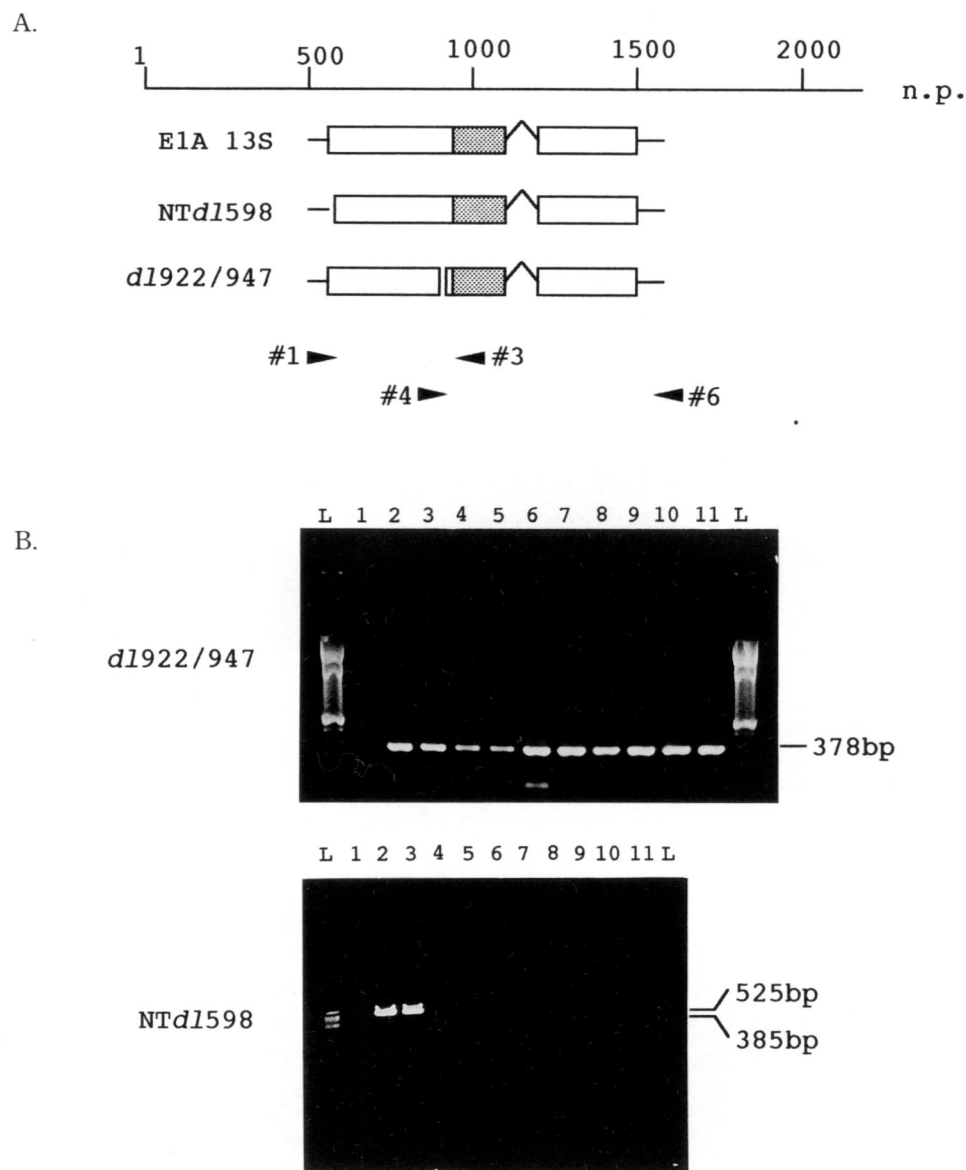 A.
1 500 1000 1500 2000
n.p.
E1A 13S
NTdl598
dl922/947
#1 #3
#4 #6
B.
L 1 2 3 4 5 6 7 8 9 10 11 L
dl922/947
378bp
L 1 2 3 4 5 6 7 8 9 10 11 L
NTdl598
525bp
385bp